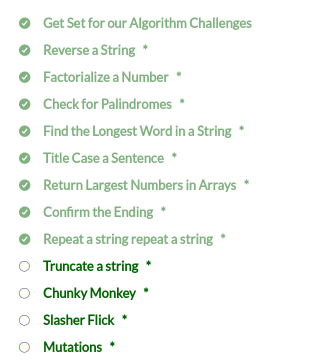 Get Set for our Algorithm Challenges
Reverse a String *
Factorialize a Number *
Check for Palindromes *
Find the Longest Word in a String *
Title Case a Sentence *
Return Largest Numbers in Arrays *
Confirm the Ending *
Repeat a string repeat a string *
Truncate a string *
Chunky Monkey *
Slasher Flick *
Mutations *